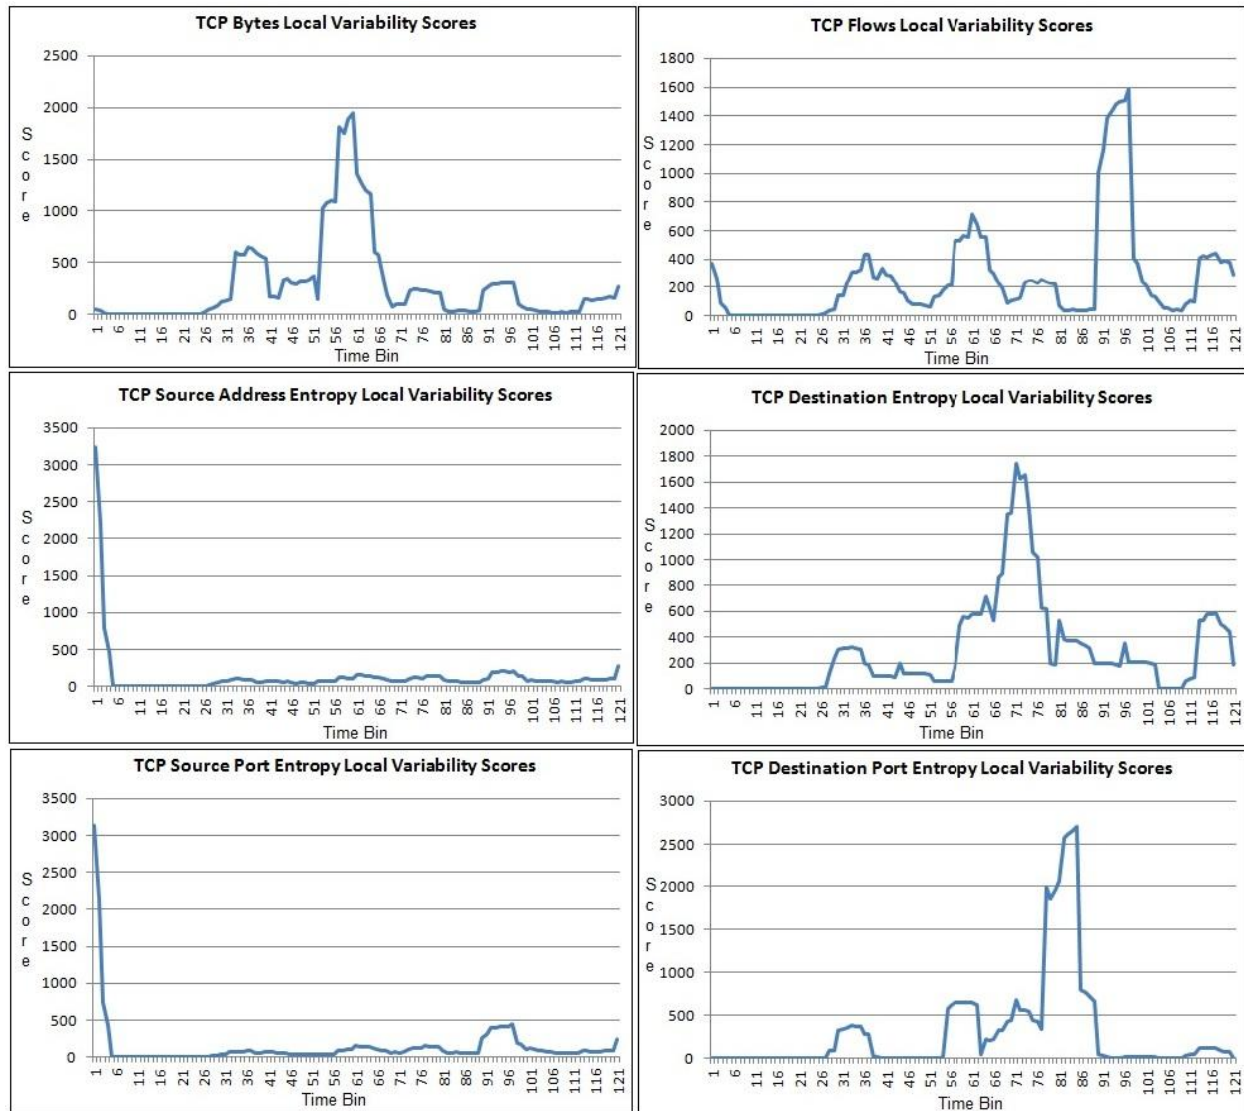 TCP Bytes Local Variability Scores
2500
2000
1500
1000
500
0
Score
1 6 11 16 21 26 31 36 41 46 51 56 61 66 71 76 81 86 91 96 101 106 111 116 121
Time Bin
TCP Flows Local Variability Scores
1800
1600
1400
1200
1000
800
600
400
200
0
Score
1 6 11 16 21 26 31 36 41 46 51 56 61 66 71 76 81 86 91 96 101 106 111 116 121
Time Bin
TCP Source Address Entropy Local Variability Scores
3500
3000
2500
2000
1500
1000
500
0
Score
1 6 11 16 21 26 31 36 41 46 51 56 61 66 71 76 81 86 91 96 101 106 111 116 121
Time Bin
TCP Destination Entropy Local Variability Scores
2000
1800
1600
1400
1200
1000
800
600
400
200
0
Score
1 6 11 16 21 26 31 36 41 46 51 56 61 66 71 76 81 86 91 96 101 106 111 116 121
Time Bin
TCP Source Port Entropy Local Variability Scores
3500
3000
2500
2000
1500
1000
500
0
Score
1 6 11 16 21 26 31 36 41 46 51 56 61 66 71 76 81 86 91 96 101 106 111 116 121
Time Bin
TCP Destination Port Entropy Local Variability Scores
3000
2500
2000
1500
1000
500
0
Score
1 6 11 16 21 26 31 36 41 46 51 56 61 66 71 76 81 86 91 96 101 106 111 116 121
Time Bin